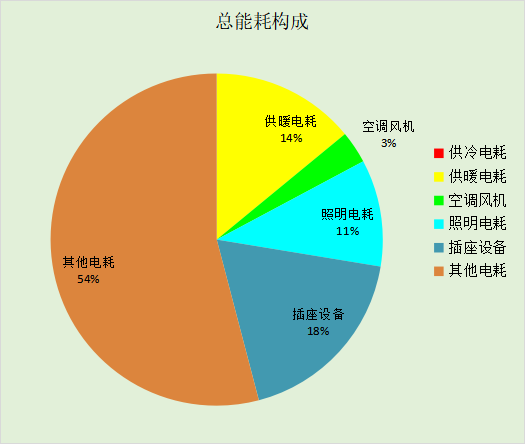 总能耗构成
供暖电耗
14%
空调风机
3%
照明电耗
11%
插座设备
18%
其他电耗
54%
供冷电耗
供暖电耗
空调风机
照明电耗
插座设备
其他电耗